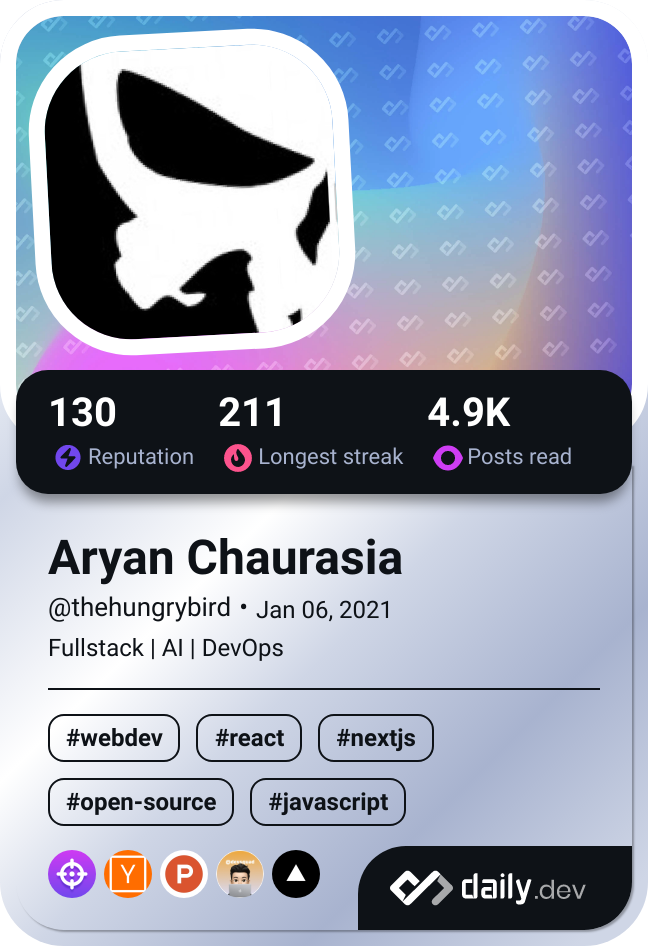 130 211 4.9K
Reputation Longest streak Posts read
Aryan Chaurasia
@thehungrybird • Jan 06, 2021
Fullstack | AI | DevOps
#webdev #react #nextjs
#open-source #javascript
Y P
daily.dev